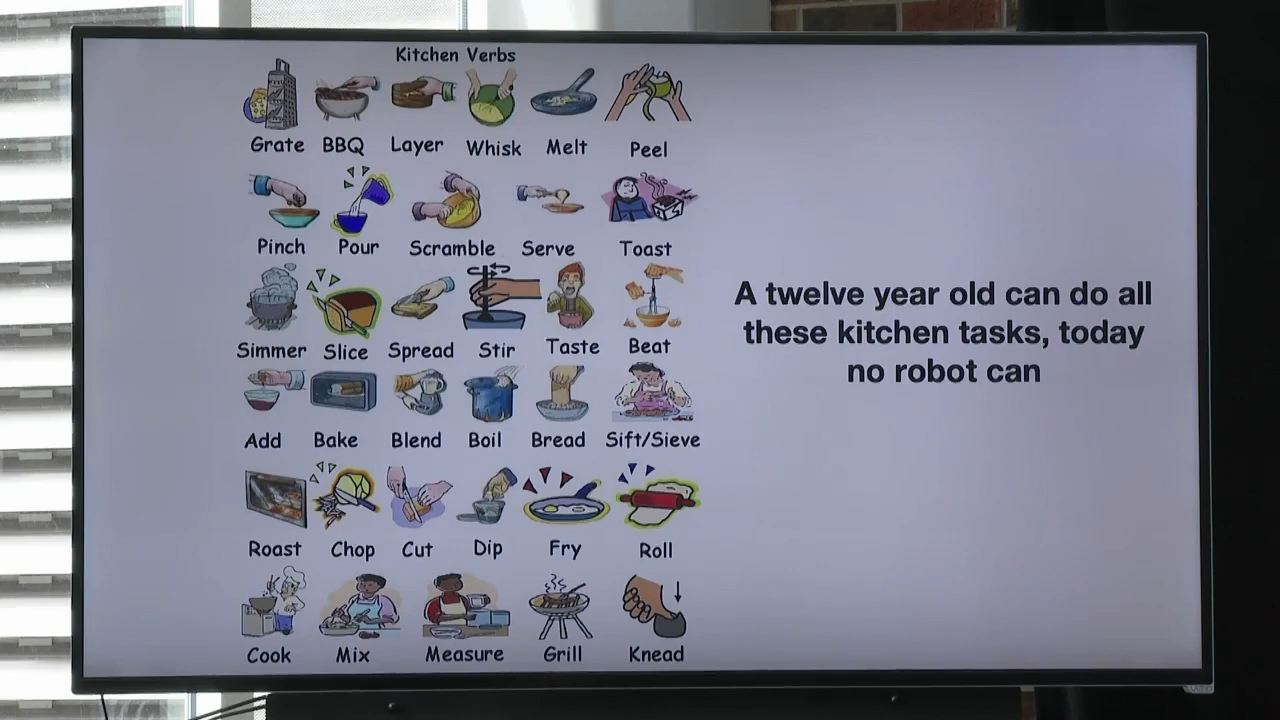 Kitchen Verbs
Grate BBQ Layer Whisk Melt Peel
Pinch Pour Scramble Serve Toast
Simmer Slice Spread Stir Taste Beat
Add Bake Blend Boil Bread Sift/Sieve
Roast Chop Cut Dip Fry Roll
Cook Mix Measure Grill Knead
A twelve year old can do all
these kitchen tasks, today
no robot can